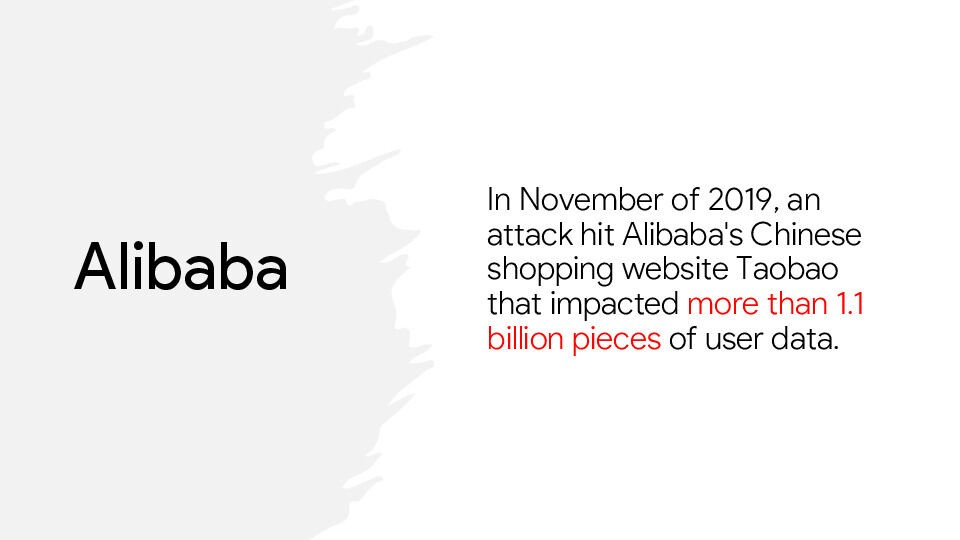 Alibaba
In November of 2019, an
attack hit Alibaba's Chinese
shopping website Taobao
that impacted more than 1.1
billion pieces of user data.